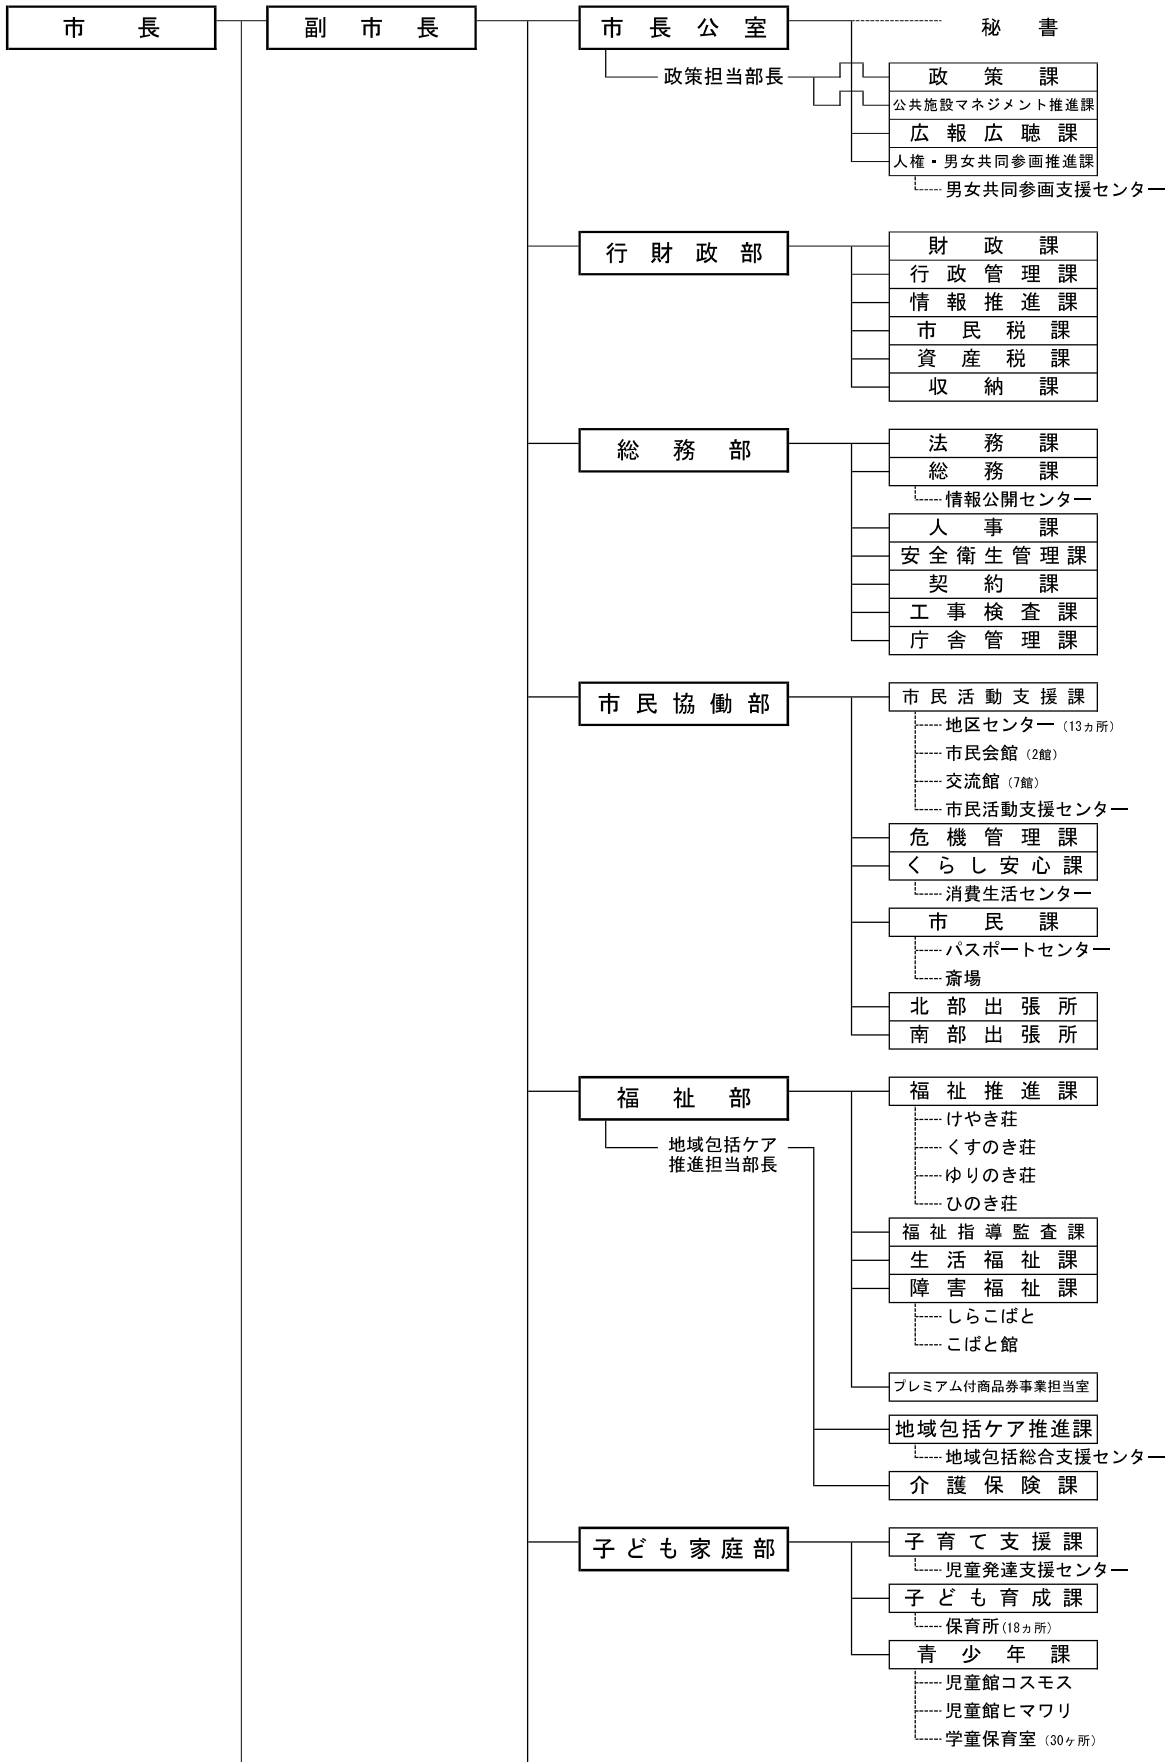 市長
副市長
市長公室
秘書
政策担当部長
政策課
公共施設マネジメント推進課
広報広聴課
人権・男女共同参画推進課
男女共同参画支援センター
行財政部
財政課
行政管理課
情報推進課
市民税課
資産税課
収納課
総務部
法務課
総務課
情報公開センター
人事課
安全衛生管理課
契約課
工事検査課
庁舎管理課
市民協働部
市民活動支援課
地区センター（13ヵ所）
市民会館（2館）
交流館（7館）
市民活動支援センター
危機管理課
くらし安心課
消費生活センター
市民課
パスポートセンター
斎場
北部出張所
南部出張所
福祉部
福祉推進課
けやき荘
地域包括ケア
推進担当部長
くすのき荘
ゆりのき荘
ひのき荘
福祉指導監査課
生活福祉課
障害福祉課
しらこばと
こばと館
プレミアム付商品券事業担当室
地域包括ケア推進課
地域包括総合支援センター
介護保険課
子ども家庭部
子育て支援課
児童発達支援センター
子ども育成課
保育所（18ヵ所）
青少年課
児童館コスモス
児童館ヒマワリ
学童保育室（30ヶ所）